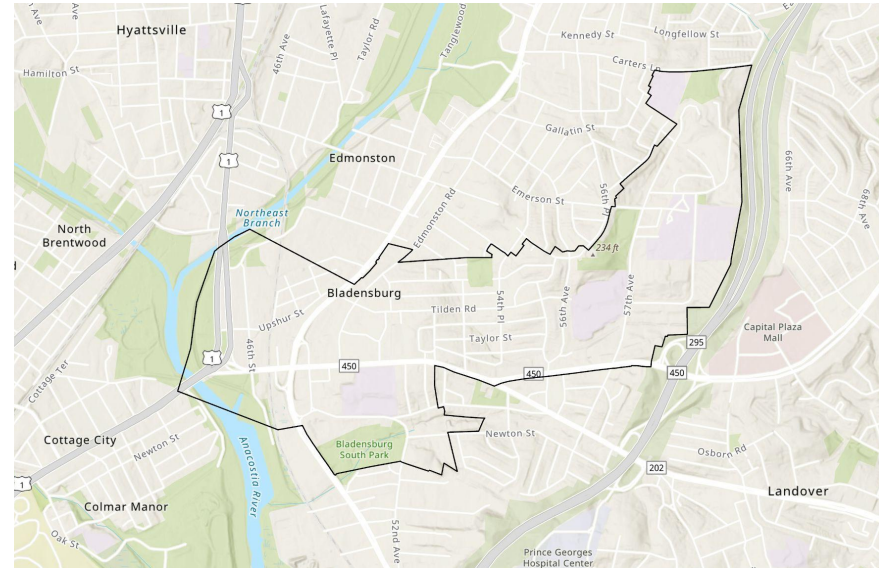 Hyattsville
46th Ave
Lafayette Pl
Taylor Rd
Tanglewood
Kennedy St
Longfellow St
Carters Ln
Hamilton St
1
Gallatin St
1
Edmonston
66th Ave
68th Ave
Emerson St
56th Pl
Edmonston Rd
Northeast
Branch
North
Brentwood
234 ft
Bladensburg
54th Pl
59th Ave
57th Ave
Tilden Rd
Upshur St
Taylor St
46th St
Capital Plaza
Mall
295
1
450
450
450
Cottage Ter
Cottage City
Newton St
Bladensburg
South Park
Newton St
Anacostia River
Osborn Rd
202
1
Landover
Colmar Manor
52nd Ave
Oak St
Prince Georges
Hospital Center